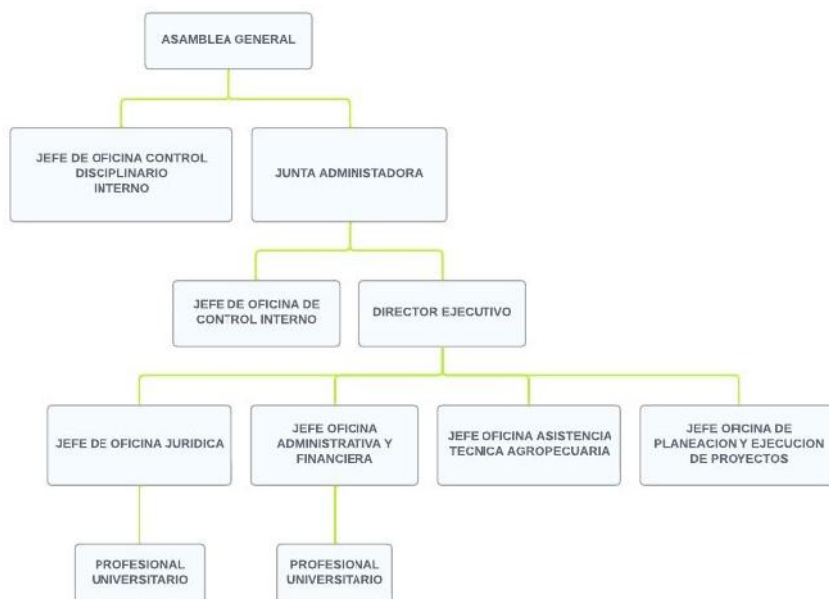 ASAMBLEA GENERAL
JEFE DE OFICINA CONTROL
DISCIPLINARIO
INTERNO
JUNTA ADMINISTADORA
JEFE DE OFICINA DE
CONTROL INTERNO
DIRECTOR EJECUTIVO
JEFE DE OFICINA JURIDICA
JEFE OFICINA
ADMINISTRATIVA Y
FINANCIERA
JEFE OFICINA ASISTENCIA
TECNICA AGROPECUARIA
JEFE OFICINA DE
PLANEACION Y EJECUCION
DE PROYECTOS
PROFESIONAL
UNIVERSITARIO
PROFESIONAL
UNIVERSITARIO